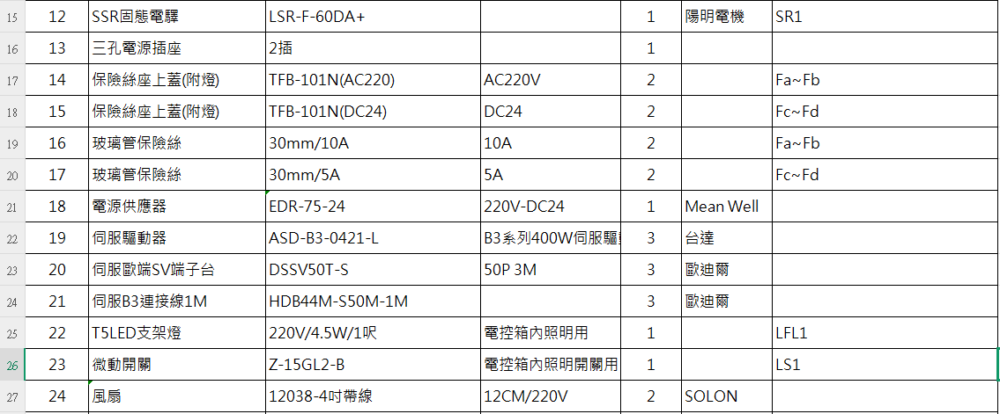 15 12 SSR固態電驛 LSR-F-60DA+ 1 陽明電機 SR1
16 13 三孔電源插座 2插 1
17 14 保險絲座上蓋(附燈) TFB-101N(AC220) AC220V 2 Fa~Fb
18 15 保險絲座上蓋(附燈) TFB-101N(DC24) DC24 2 Fc~Fd
19 16 玻璃管保險絲 30mm/10A 10A 2 Fa~Fb
20 17 玻璃管保險絲 30mm/5A 5A 2 Fc~Fd
21 18 電源供應器 EDR-75-24 220V-DC24 1 Mean Well
22 19 伺服驅動器 ASD-B3-0421-L B3系列400W伺服驅 3 台達
23 20 伺服歐端SV端子台 DSSV50T-S 50P 3M 3 歐迪爾
24 21 伺服B3連接線1M HDB44M-S50M-1M 3 歐迪爾
25 22 T5LED支架燈 220V/4.5W/1呎 電控箱內照明用 1 LFL1
26 23 微動開關 Z-15GL2-B 電控箱內照明開關用 1 LS1
27 24 風扇 12038-4吋帶線 12CM/220V 2 SOLON